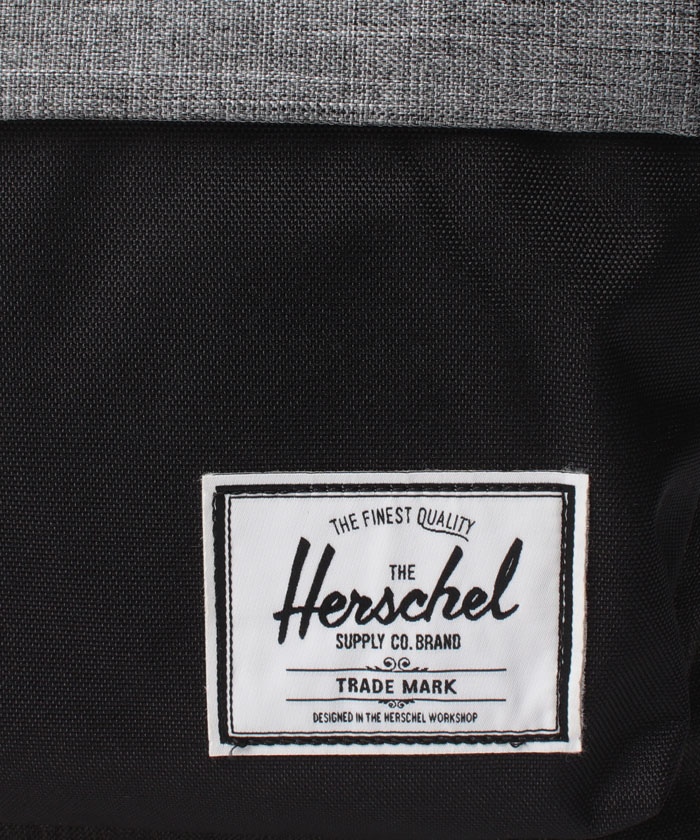 THE FINEST QUALITY
THE
Herschel
SUPPLY CO. BRAND
TRADE MARK
DESIGNED IN THE HERSCHEL WORKSHOP